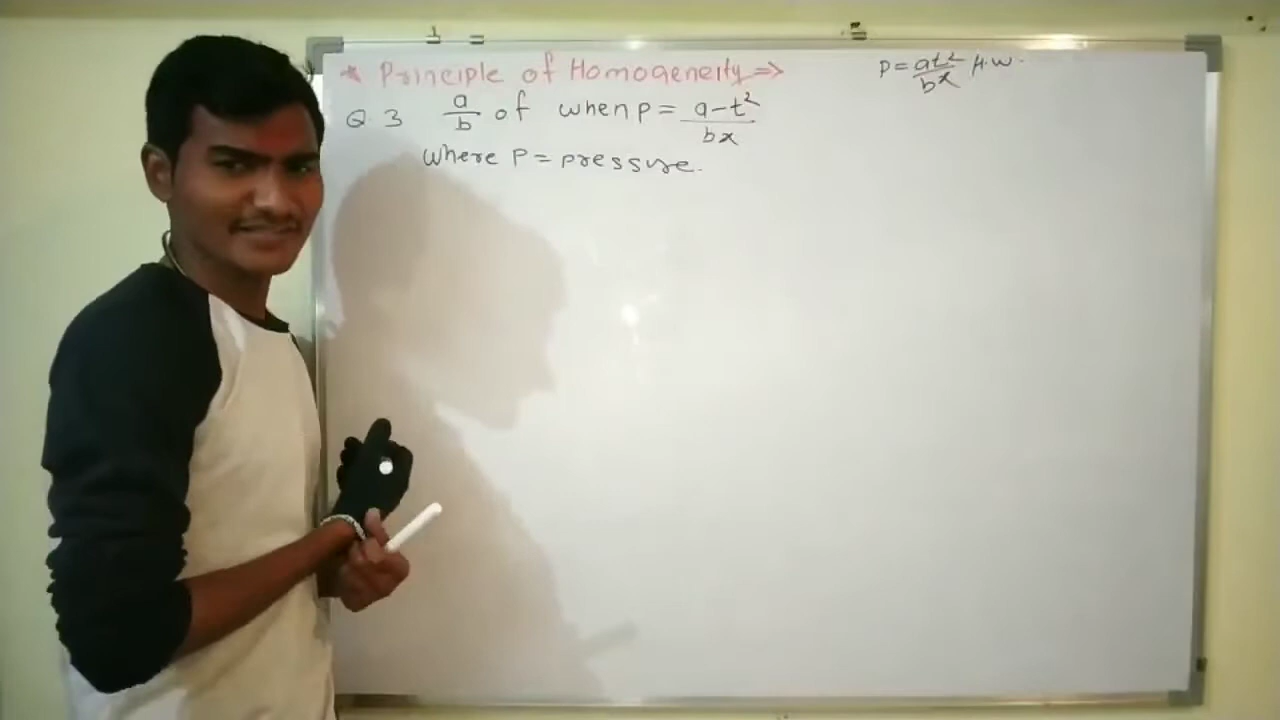 * Principle of Homogeneity ⇒
P = at²/bx H.W.
Q 3 a/b of when P = a-t²/bx
where P = pressure.